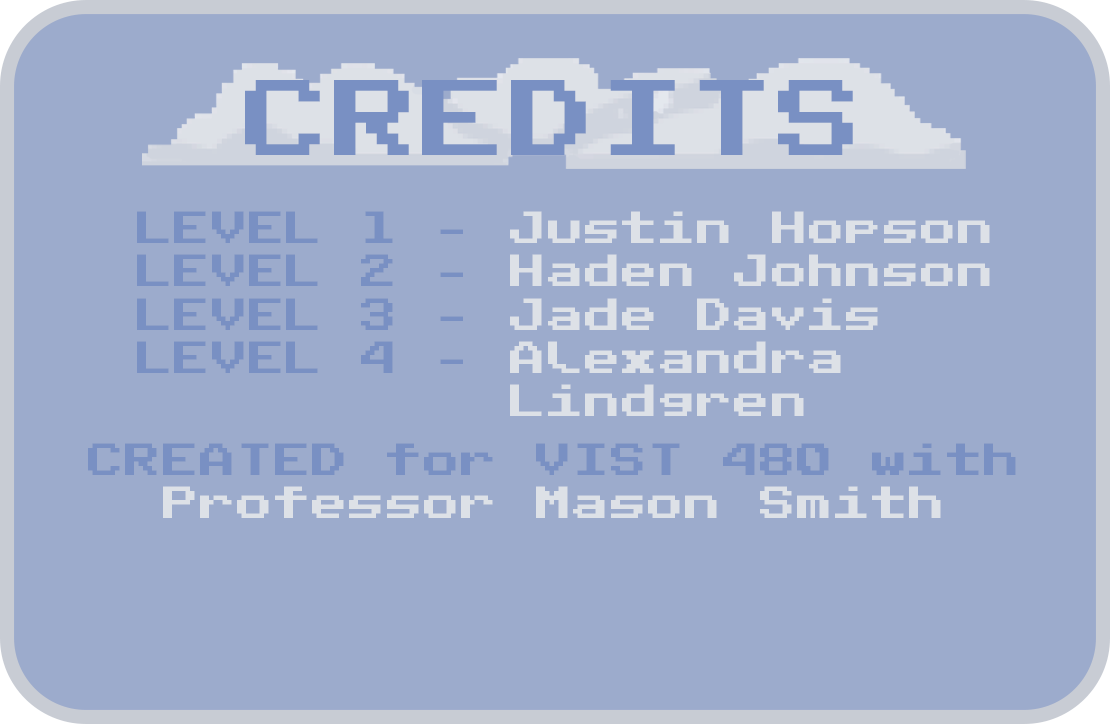 CREDITS
LEVEL 1 - Justin Hopson
LEVEL 2 - Haden Johnson
LEVEL 3 - Jade Davis
LEVEL 4 - Alexandra
Lindgren
CREATED for VIST 480 with
Professor Mason Smith